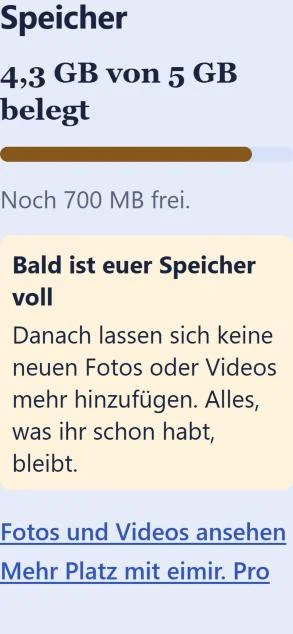 Speicher
4,3 GB von 5 GB
belegt
Noch 700 MB frei.
Bald ist euer Speicher
voll
Danach lassen sich keine
neuen Fotos oder Videos
mehr hinzufügen. Alles,
was ihr schon habt,
bleibt.
Fotos und Videos ansehen
Mehr Platz mit eimir. Pro